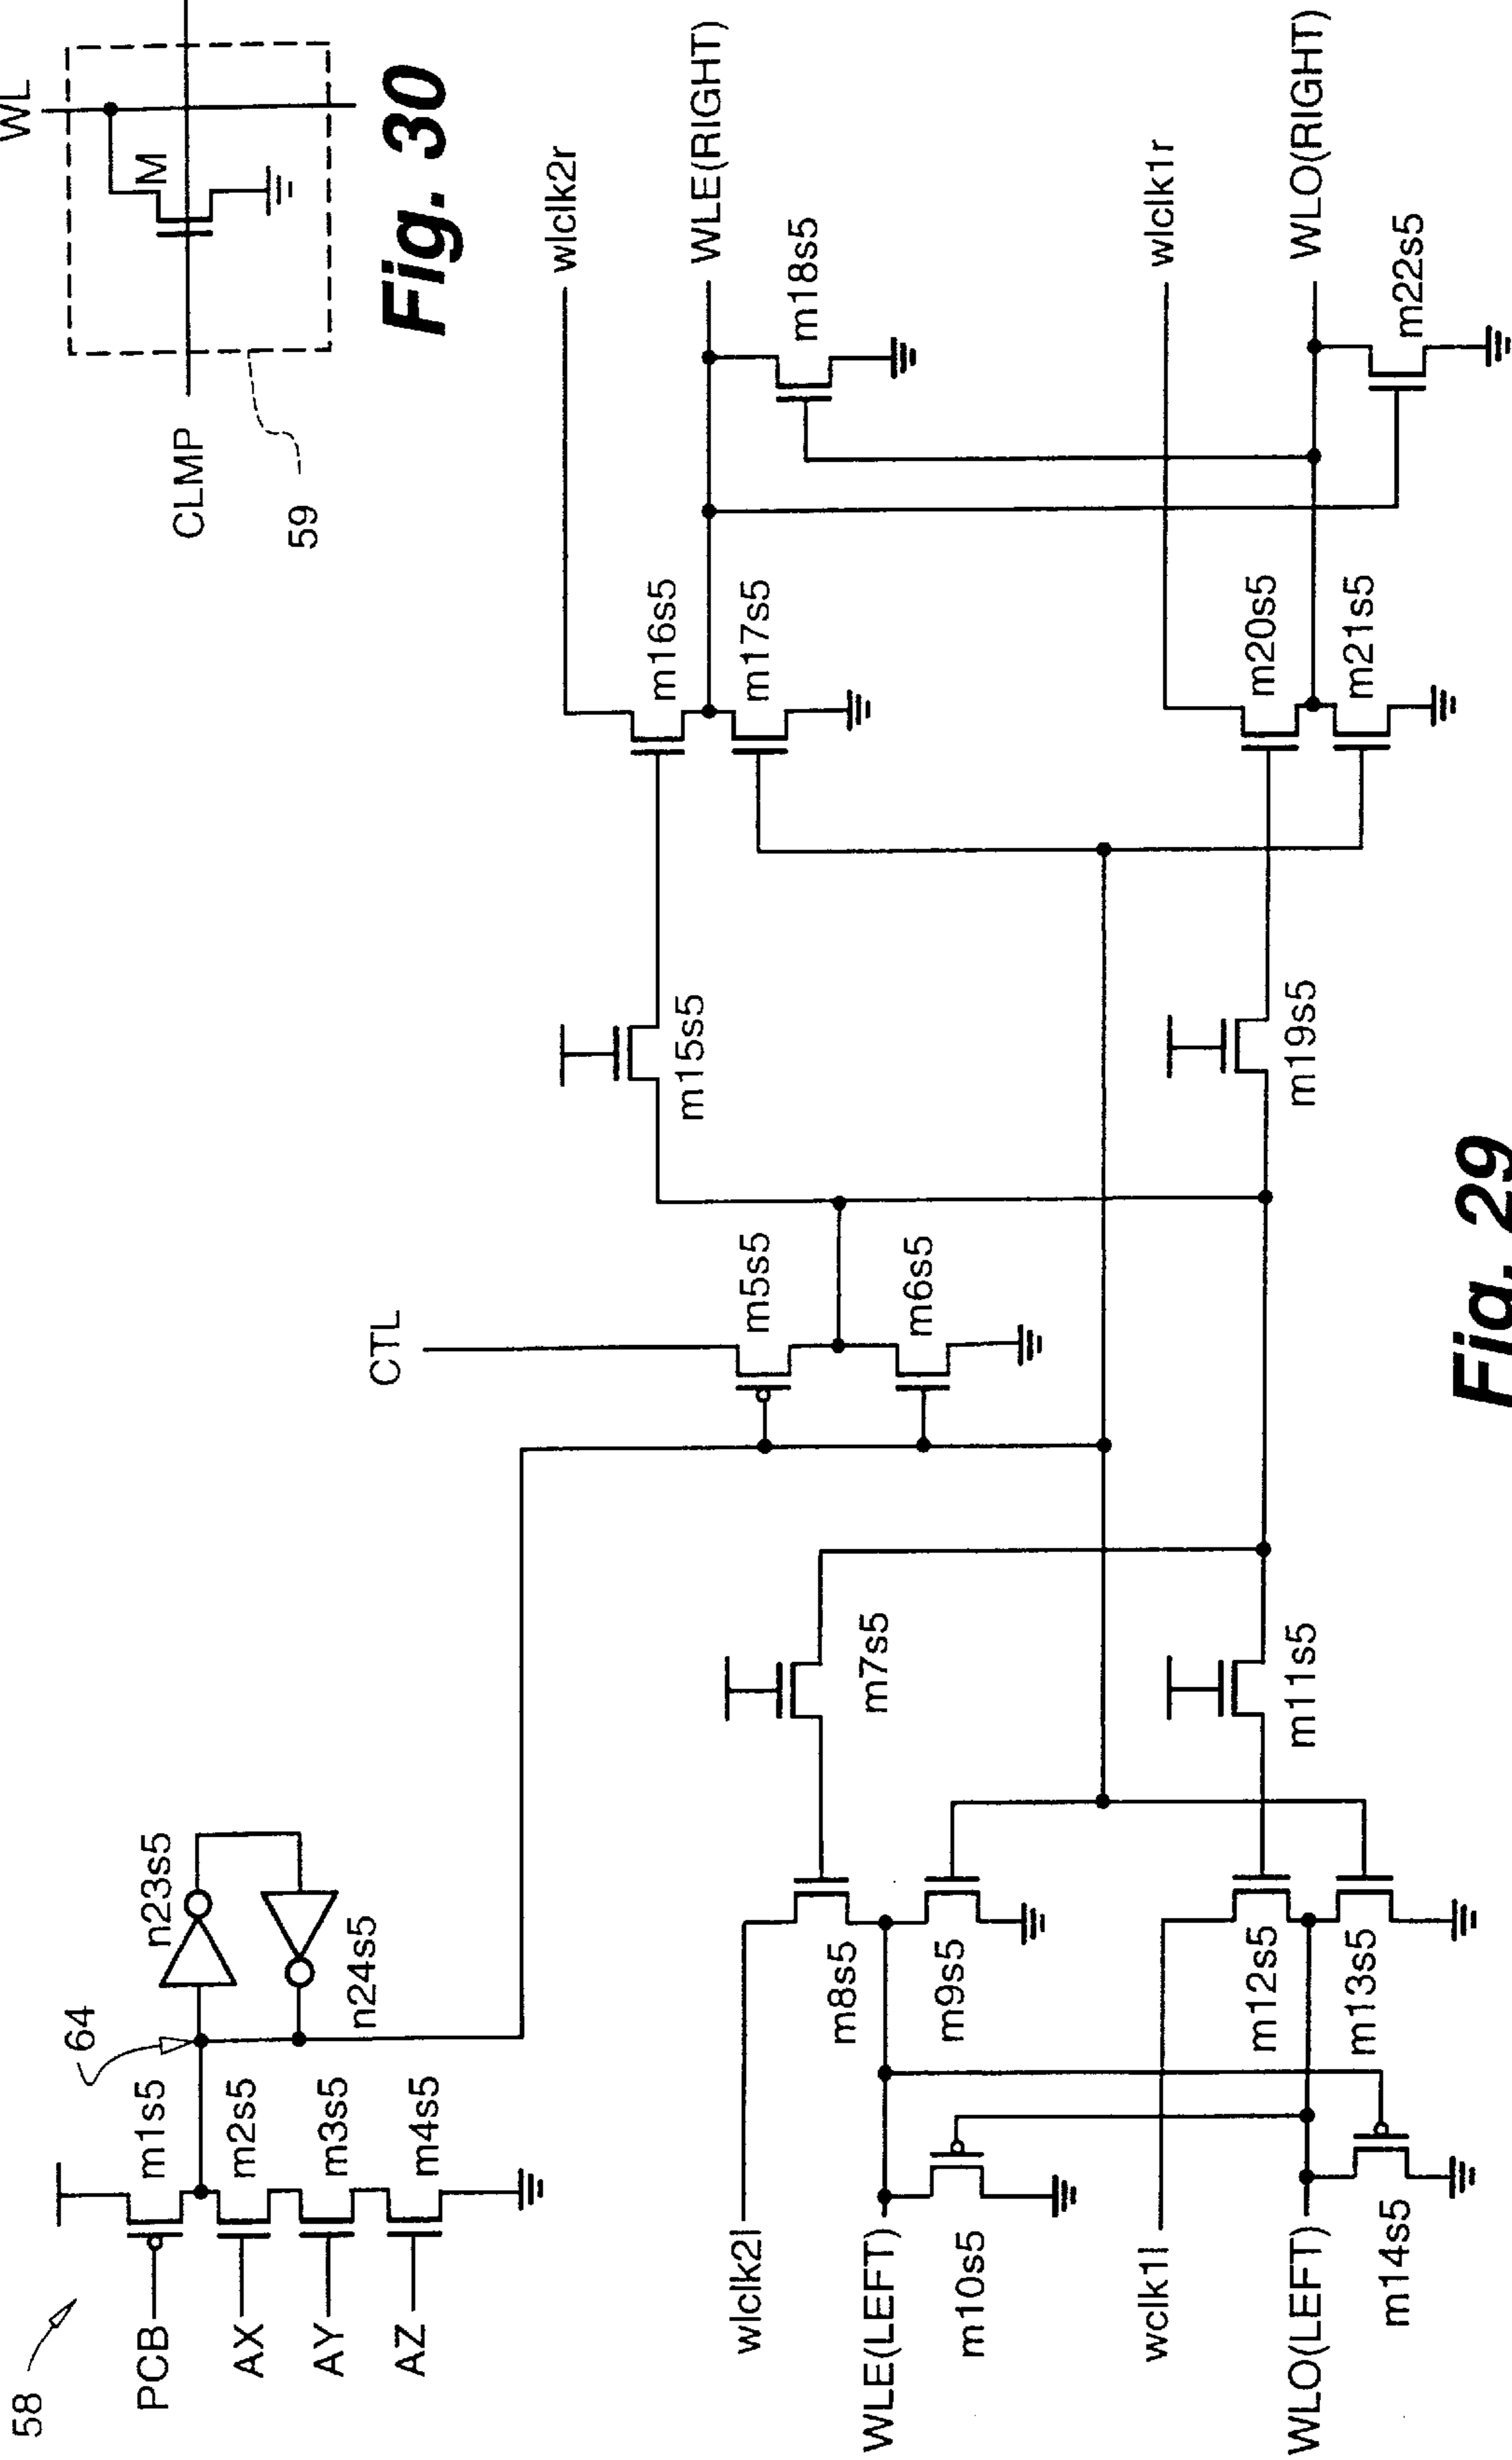 58
PCB
AX
AY
AZ
m1s5
m2s5
m3s5
m4s5
64
n23s5
n24s5
CTL
m5s5
m6s5
wlclk2l
WLE(LEFT)
m10s5
wclk1l
WLO(LEFT)
m14s5
m8s5
m9s5
m12s5
m13s5
m7s5
m11s5
m15s5
m19s5
m16s5
m17s5
m20s5
m21s5
wlclk2r
WLE(RIGHT)
m18s5
wlclk1r
WLO(RIGHT)
m22s5
Fig. 29
CLMP
59
WL
M
Fig. 30